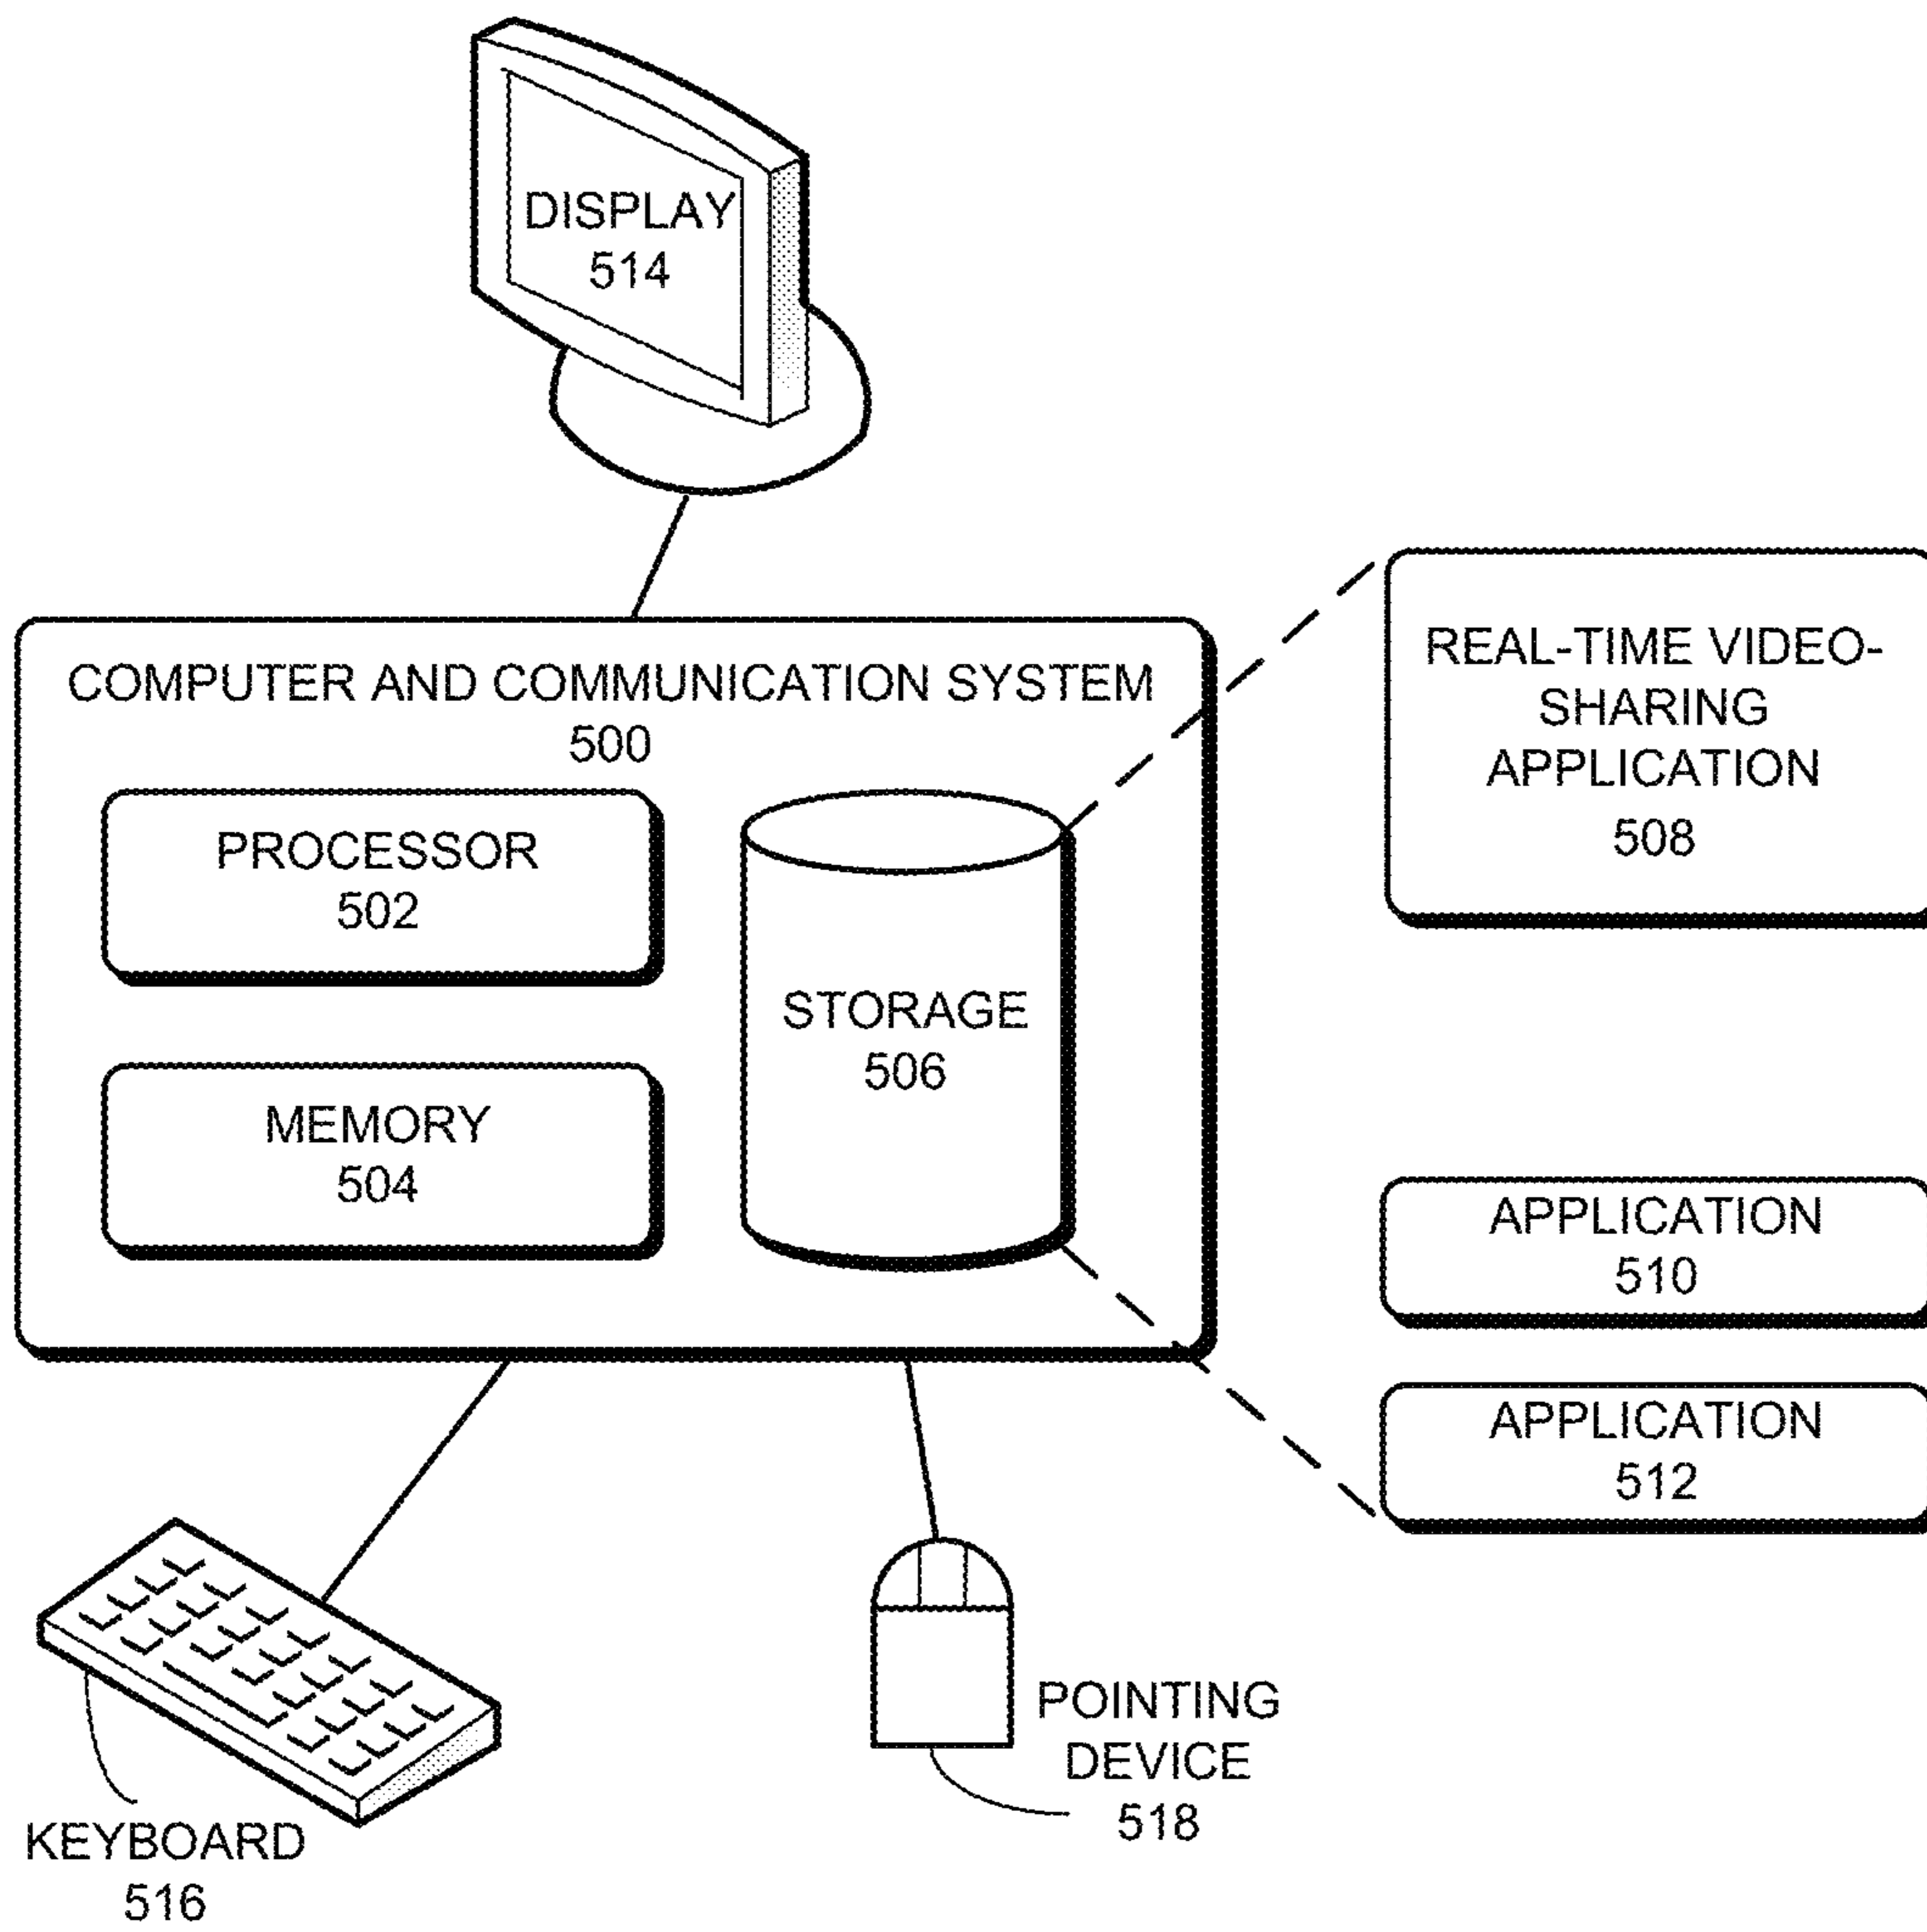 DISPLAY
514
COMPUTER AND COMMUNICATION SYSTEM
500
PROCESSOR
502
MEMORY
504
STORAGE
506
REAL-TIME VIDEO-
SHARING
APPLICATION
508
APPLICATION
510
APPLICATION
512
KEYBOARD
516
POINTING
DEVICE
518